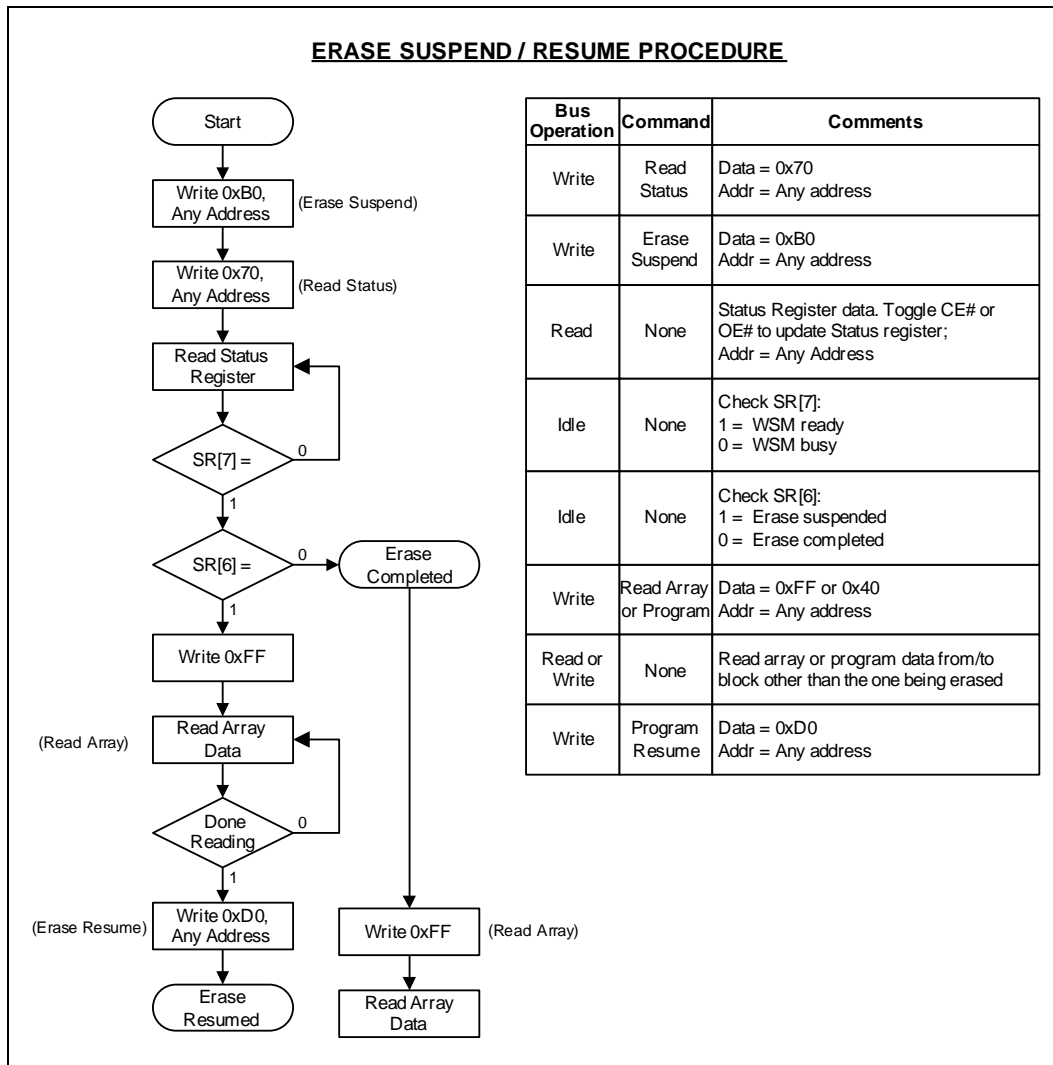 ERASE SUSPEND / RESUME PROCEDURE
Start
Write 0xB0,
Any Address
(Erase Suspend)
Write 0x70,
Any Address
(Read Status)
Read Status
Register
SR[7] =
0
1
SR[6] =
0
Erase
Completed
1
Write 0xFF
(Read Array)
Read Array
Data
Done
Reading
0
1
(Erase Resume)
Write 0xD0,
Any Address
Erase
Resumed
Write 0xFF
(Read Array)
Read Array
Data
Bus
Operation
Command
Comments
Write
Read
Status
Data = 0x70
Addr = Any address
Write
Erase
Suspend
Data = 0xB0
Addr = Any address
Read
None
Status Register data. Toggle CE# or
OE# to update Status register;
Addr = Any Address
Idle
None
Check SR[7]:
1 = WSM ready
0 = WSM busy
Idle
None
Check SR[6]:
1 = Erase suspended
0 = Erase completed
Write
Read Array
or Program
Data = 0xFF or 0x40
Addr = Any address
Read or
Write
None
Read array or program data from/to
block other than the one being erased
Write
Program
Resume
Data = 0xD0
Addr = Any address